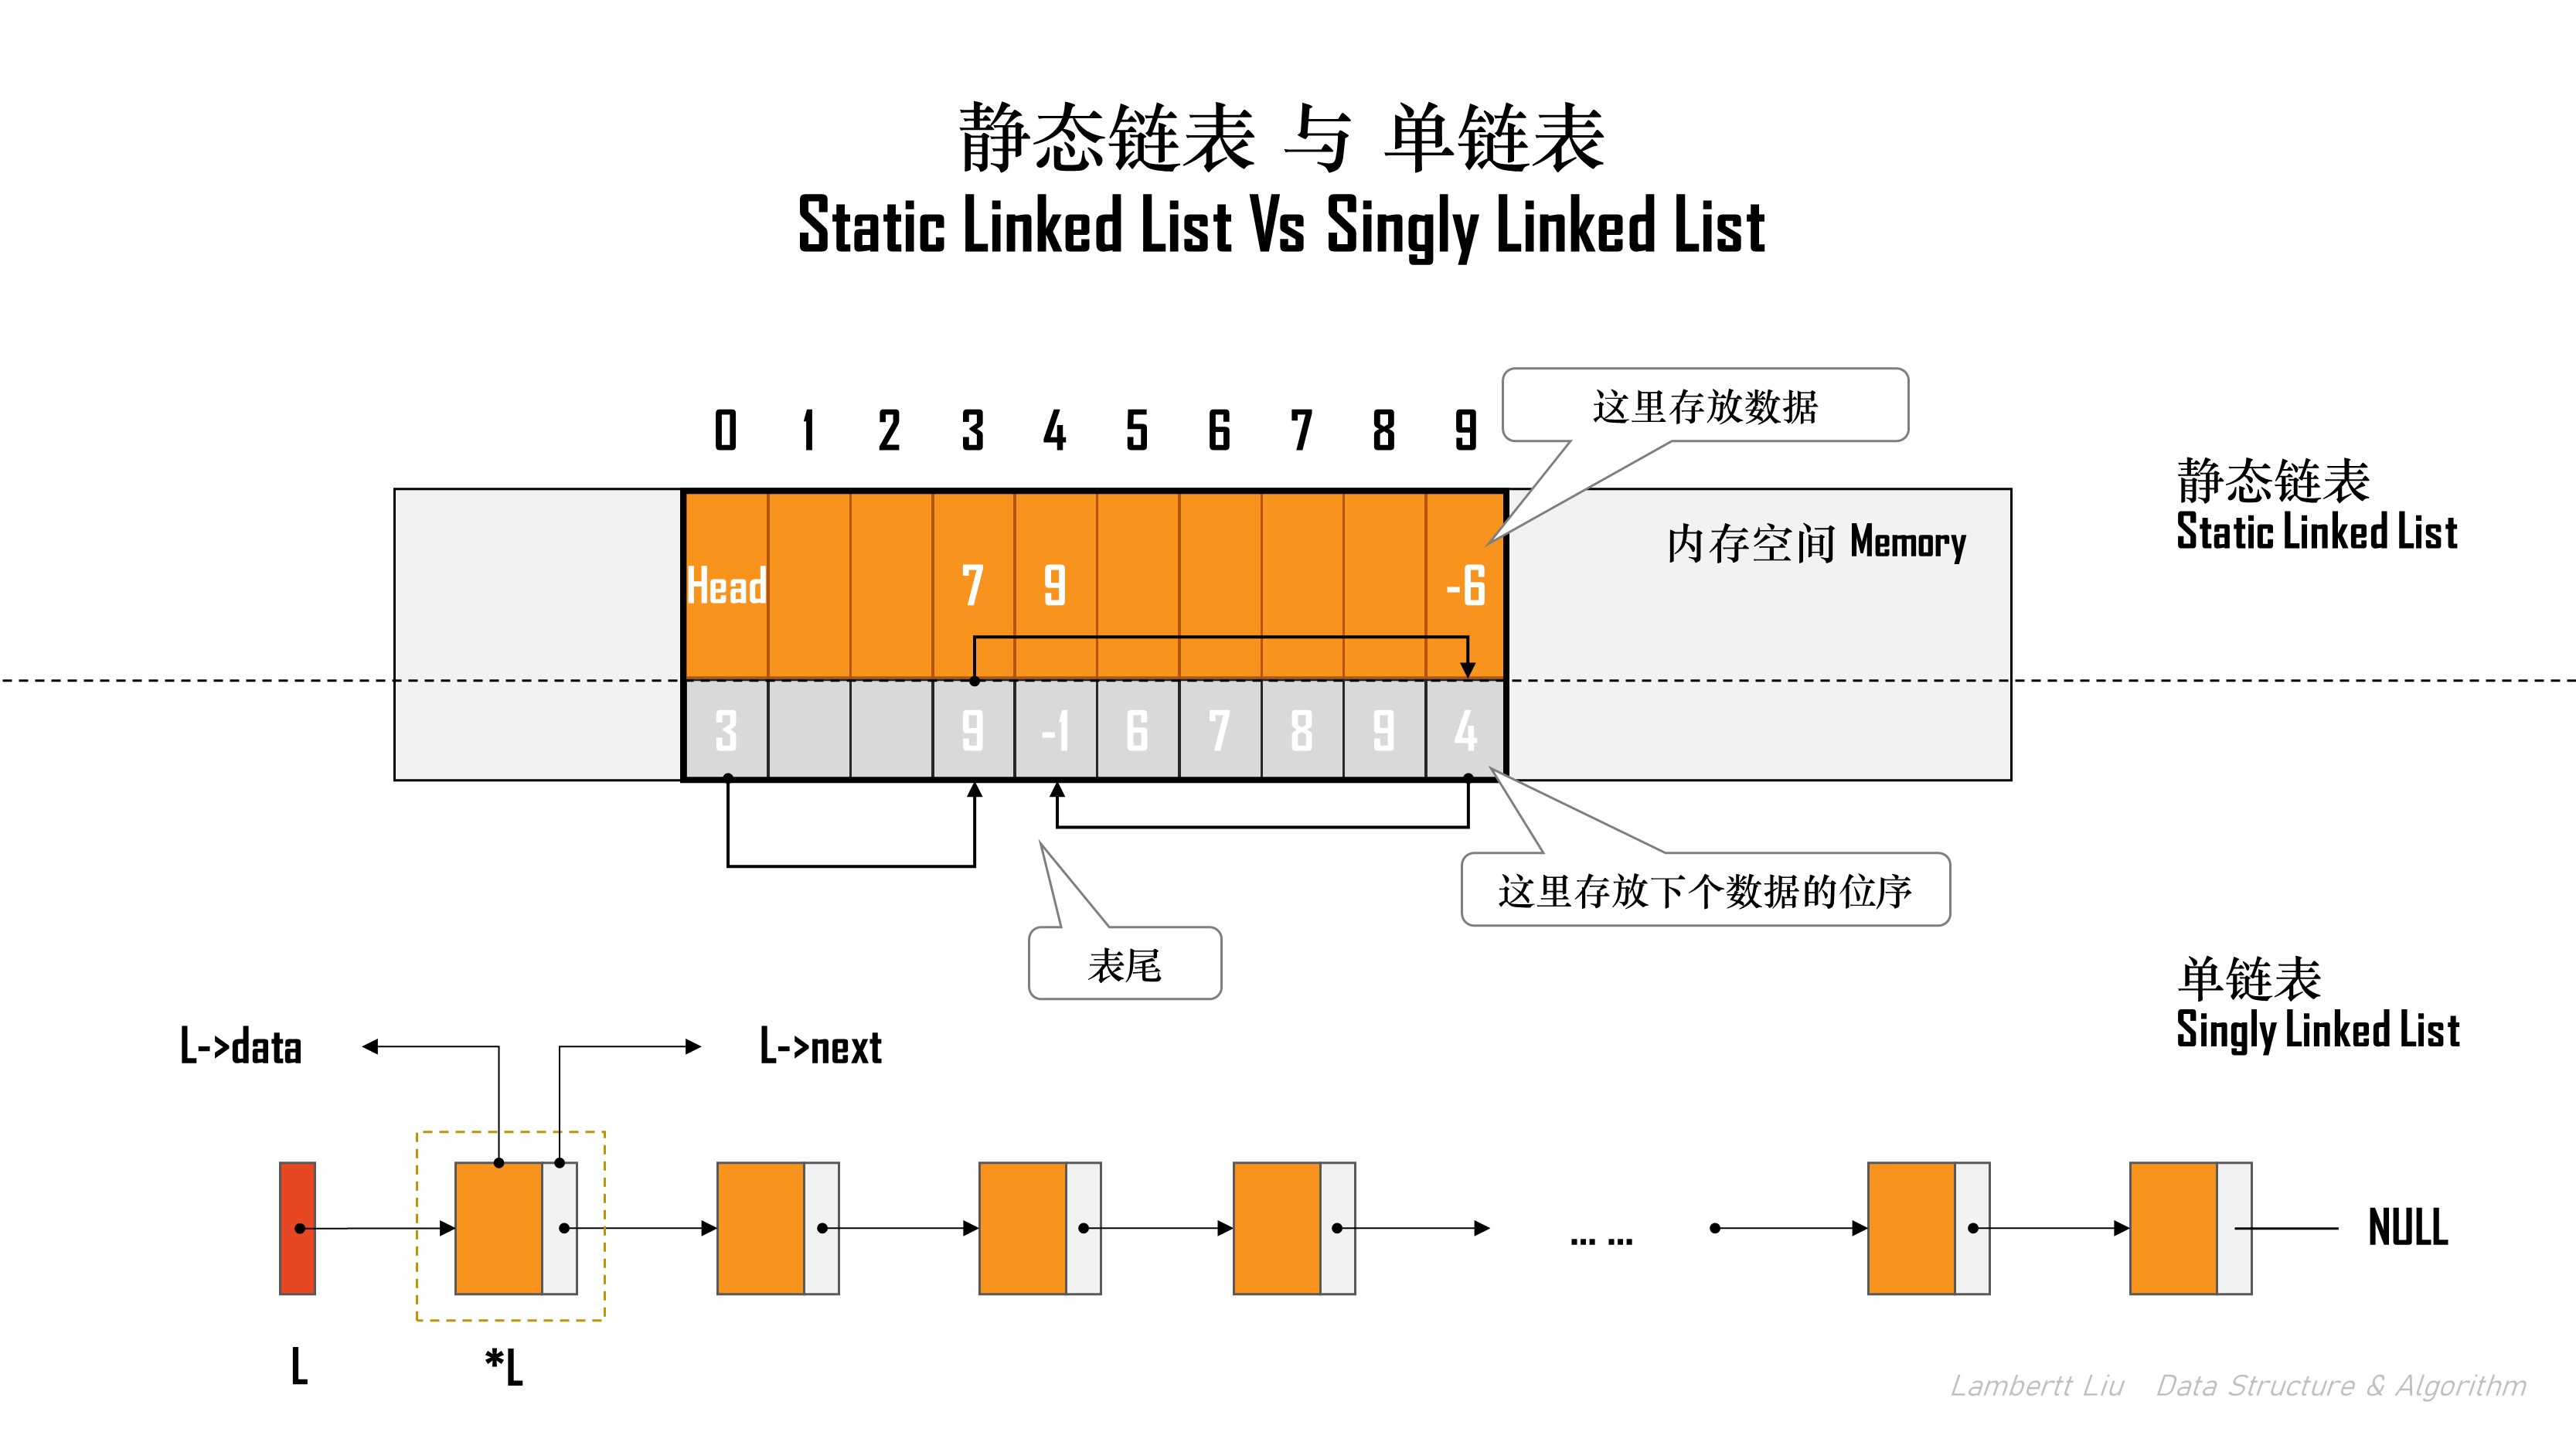 静态链表 与 单链表
Static Linked List Vs Singly Linked List
这里存放数据
0 1 2 3 4 5 6 7 8 9
静态链表
Static Linked List
内存空间 Memory
Head 7 9 -6
3 9 -1 6 7 8 9 4
这里存放下个数据的位序
表尾
单链表
Singly Linked List
L->data
L->next
... ...
NULL
L
*L
Lambertt Liu Data Structure & Algorithm